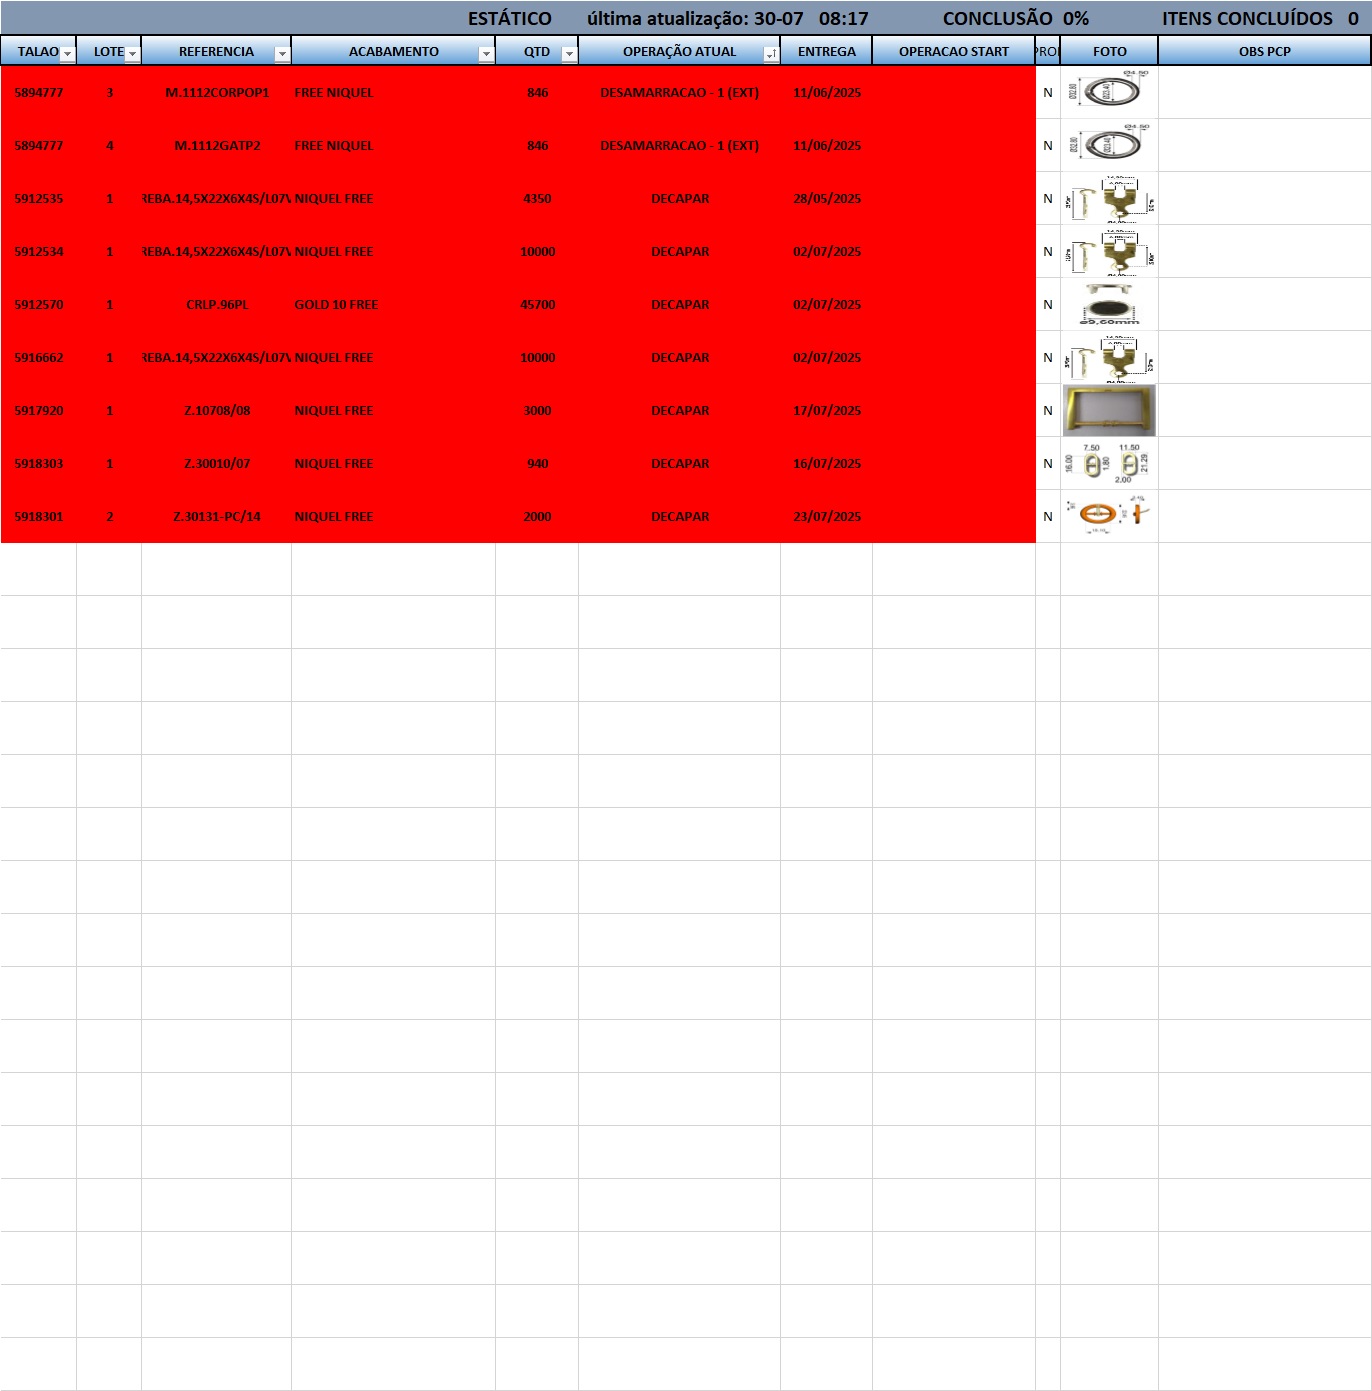 ESTÁTICO última atualização: 30-07 08:17 CONCLUSÃO 0% ITENS CONCLUÍDOS 0
TALAO LOTE REFERENCIA ACABAMENTO QTD OPERAÇÃO ATUAL ENTREGA OPERACAO START FOTO OBS PCP
5894777 3 M.1112CORPOP1 FREE NIQUEL 846 DESAMARRACAO - 1 (EXT) 11/06/2025 N Ø4.50
5894777 4 M.1112GATP2 FREE NIQUEL 846 DESAMARRACAO - 1 (EXT) 11/06/2025 N Ø4.50
5912535 1 REBA.14,5X22X6X4S/L07V NIQUEL FREE 4350 DECAPAR 28/05/2025 N
5912534 1 REBA.14,5X22X6X4S/L07V NIQUEL FREE 10000 DECAPAR 02/07/2025 N
5912570 1 CRLP.96PL GOLD 10 FREE 45700 DECAPAR 02/07/2025 N ø9,60mm
5916662 1 REBA.14,5X22X6X4S/L07V NIQUEL FREE 10000 DECAPAR 02/07/2025 N
5917920 1 Z.10708/08 NIQUEL FREE 3000 DECAPAR 17/07/2025 N
5918303 1 Z.30010/07 NIQUEL FREE 940 DECAPAR 16/07/2025 N 7.50 11.50 16.00 1.80 21.29 2.00
5918301 2 Z.30131-PC/14 NIQUEL FREE 2000 DECAPAR 23/07/2025 N